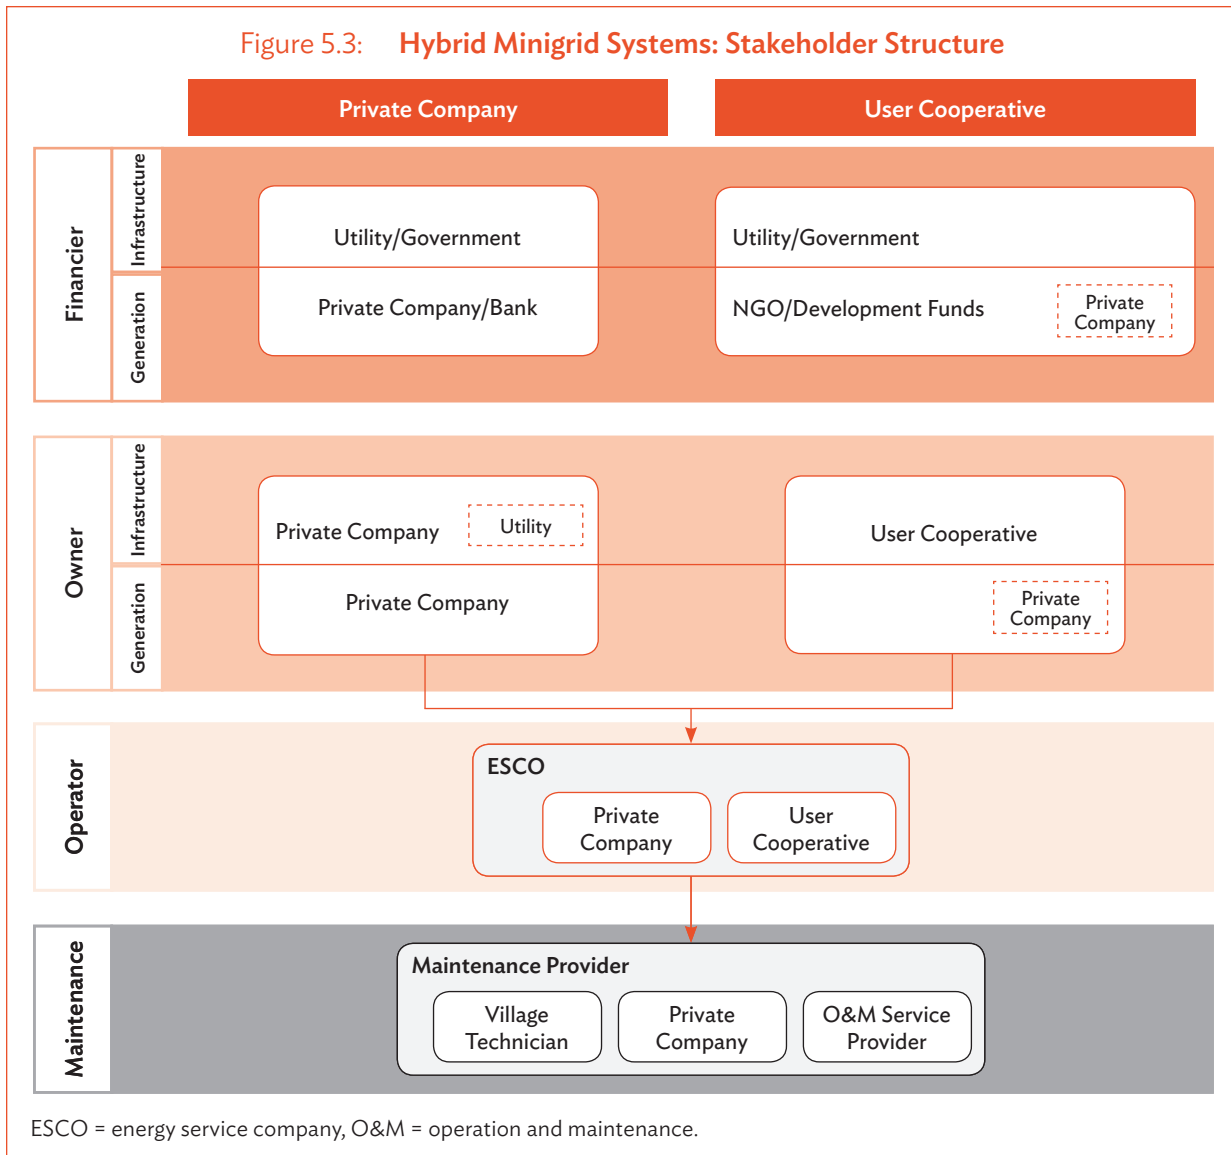 Figure 5.3: Hybrid Minigrid Systems: Stakeholder Structure
Private Company
User Cooperative
Financier
Infrastructure
Generation
Utility/Government
Private Company/Bank
Utility/Government
NGO/Development Funds
Private
Company
Owner
Infrastructure
Generation
Private Company
Utility
Private Company
User Cooperative
Private
Company
Operator
ESCO
Private
Company
User
Cooperative
Maintenance
Maintenance Provider
Village
Technician
Private
Company
O&M Service
Provider
ESCO = energy service company, O&M = operation and maintenance.